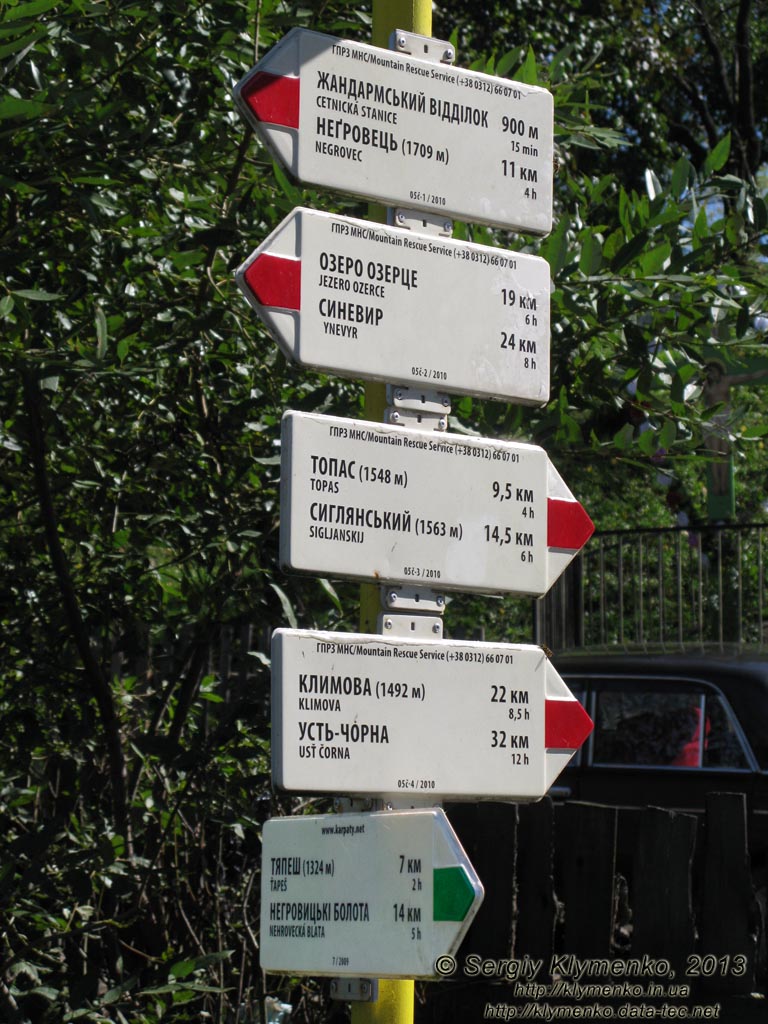 ГПРЗ МНС/Mountain Rescue Service (+38 0312) 66 07 01
ЖАНДАРМСЬКИЙ ВІДДІЛОК 900 м
CETNICKÁ STANICE 15 min
НЕҐРОВЕЦЬ (1709 м) 11 км
NEGROVEC 4 h
05č-1 / 2010
ГПРЗ МНС/Mountain Rescue Service (+38 0312) 66 07 01
ОЗЕРО ОЗЕРЦЕ 19 км
JEZERO OZERCE 6 h
СИНЕВИР 24 км
YNEVYR 8 h
05č-2 / 2010
ГПРЗ МНС/Mountain Rescue Service (+38 0312) 66 07 01
ТОПАС (1548 м) 9,5 км
TOPAS 4 h
СИГЛЯНСЬКИЙ (1563 м) 14,5 км
SIGLJANSKIJ 6 h
05č-3 / 2010
ГПРЗ МНС/Mountain Rescue Service (+38 0312) 66 07 01
КЛИМОВА (1492 м) 22 км
KLIMOVA 8,5 h
УСТЬ-ЧОРНА 32 км
USŤ ČORNA 12 h
05č-4 / 2010
www.karpaty.net
ТЯПЕШ (1324 м) 7 км
ŤAPEŠ 2 h
НЕГРОВИЦЬКІ БОЛОТА 14 км
NEHROVECKÁ BLATA 5 h
7 / 2009
© Sergiy Klymenko, 2013
http://klymenko.in.ua
http://klymenko.data-tec.net